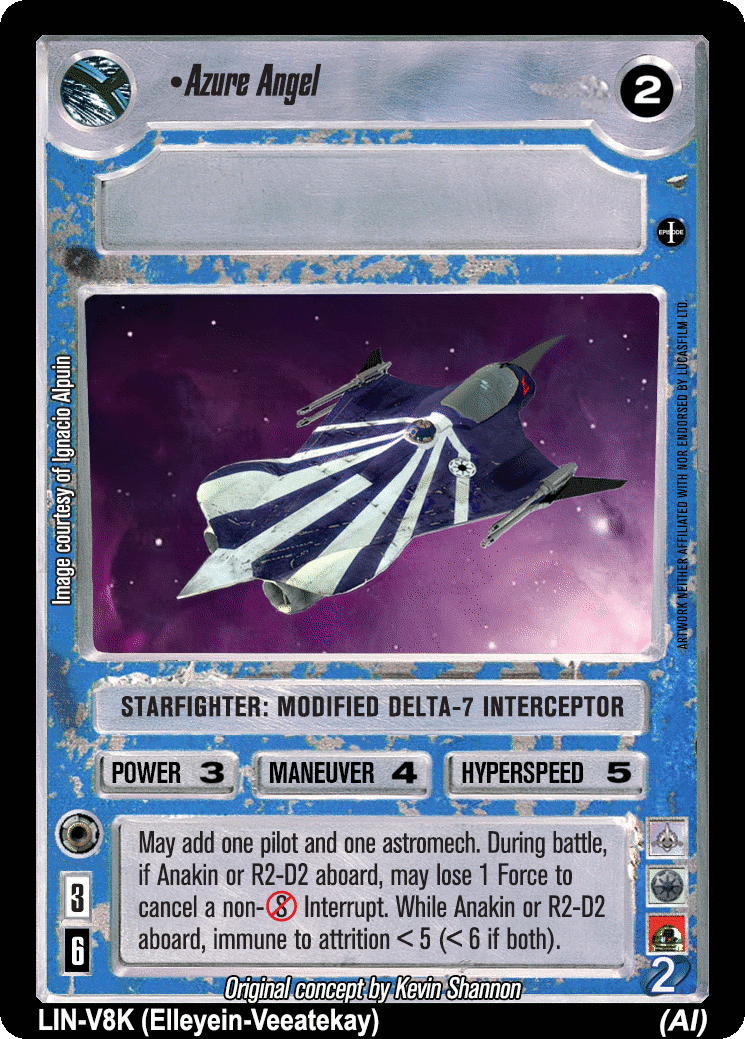 •Azure Angel
2
EPISODE
I
Image courtesy of Ignacio Alpuin
ARTWORK NEITHER AFFILIATED WITH NOR ENDORSED BY LUCASFILM LTD.
STARFIGHTER: MODIFIED DELTA-7 INTERCEPTOR
POWER 3 MANEUVER 4 HYPERSPEED 5
May add one pilot and one astromech. During battle,
if Anakin or R2-D2 aboard, may lose 1 Force to
cancel a non-8 Interrupt. While Anakin or R2-D2
aboard, immune to attrition < 5 (< 6 if both).
3
6
2
Original concept by Kevin Shannon
LIN-V8K (Elleyein-Veeatekay) (AI)